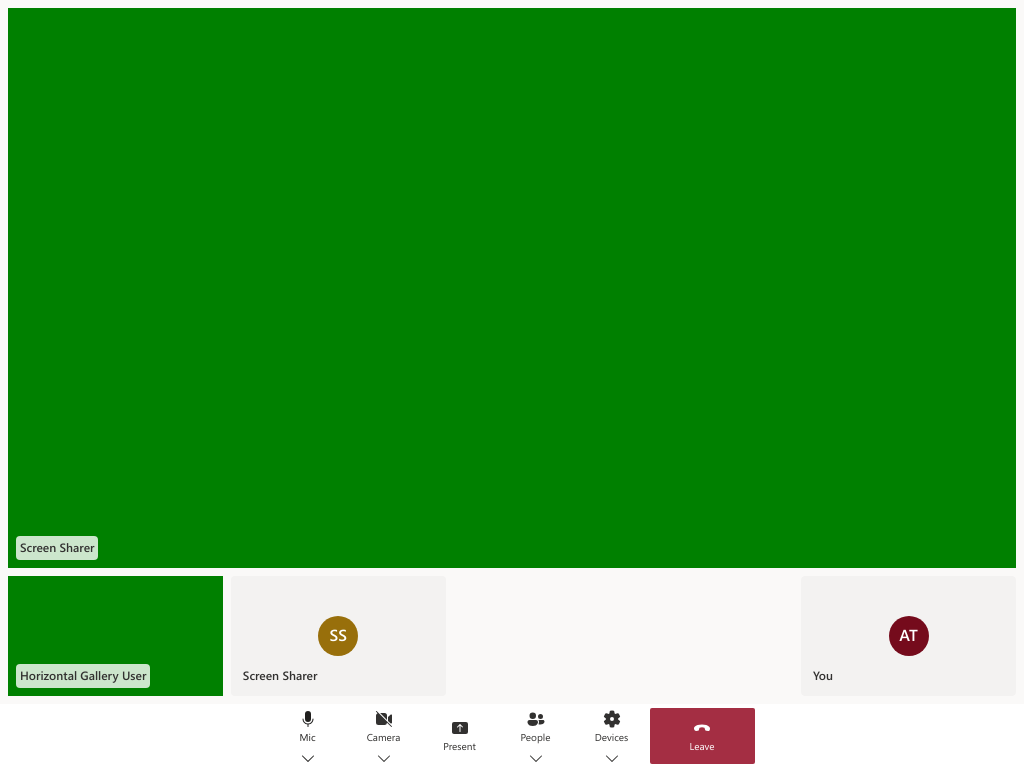 Screen Sharer
Horizontal Gallery User
SS
Screen Sharer
AT
You
Mic
Camera
Present
People
Devices
Leave